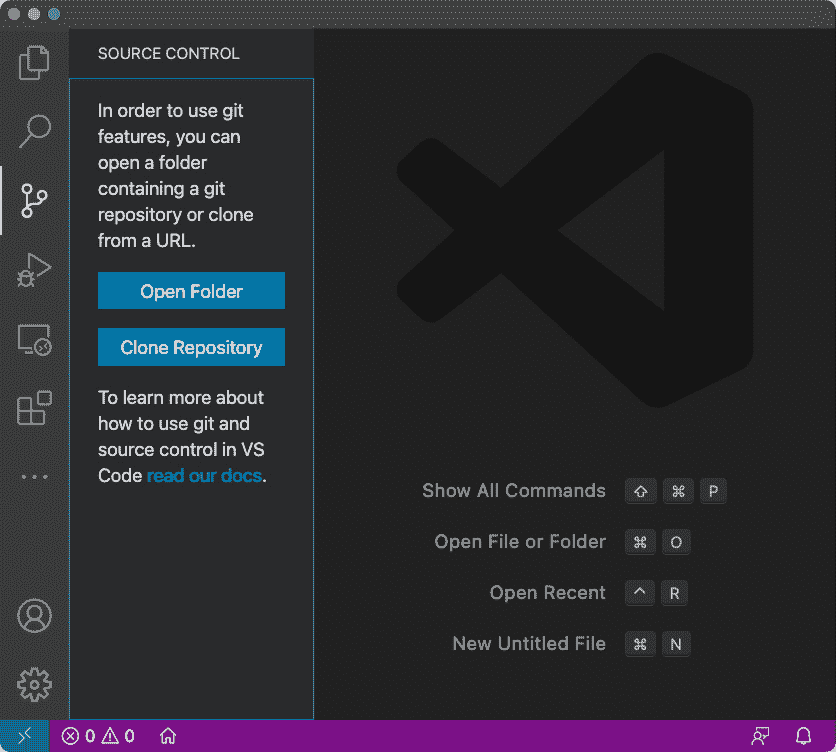 SOURCE CONTROL
In order to use git
features, you can
open a folder
containing a git
repository or clone
from a URL.
Open Folder
Clone Repository
To learn more about
how to use git and
source control in VS
Code read our docs.
Show All Commands ⇧ ⌘ P
Open File or Folder ⌘ O
Open Recent ^ R
New Untitled File ⌘ N
0 0